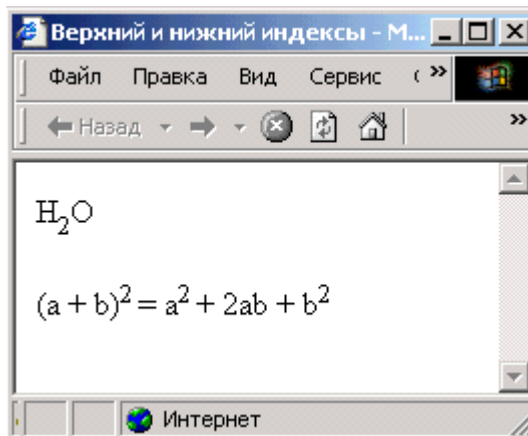 Верхний и нижний индексы - M...
Файл Правка Вид Сервис ( »
Назад »
H₂O
(a + b)² = a² + 2ab + b²
Интернет